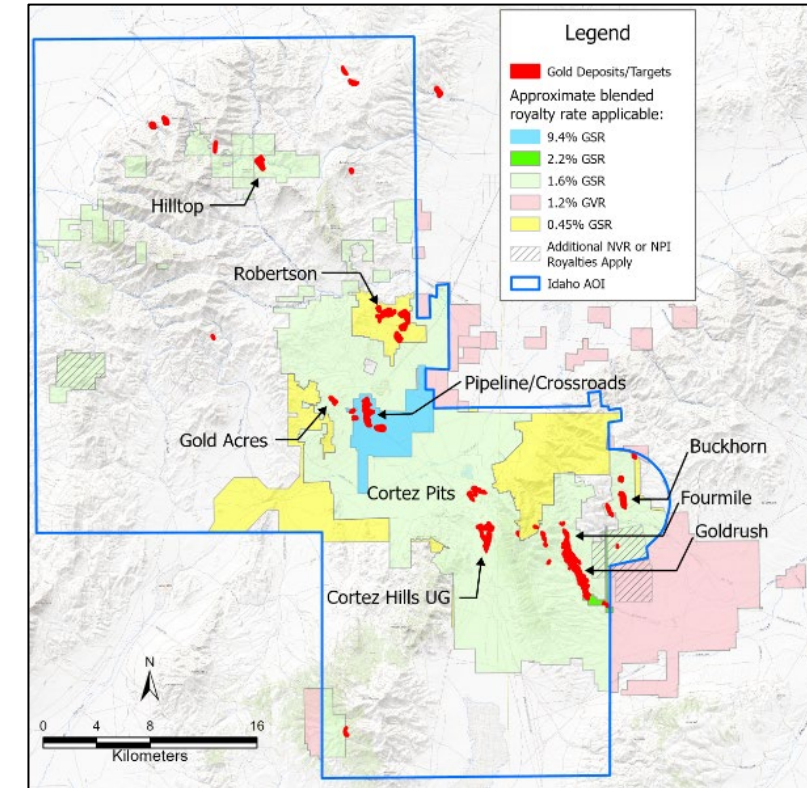 Legend
Gold Deposits/Targets
Approximate blended
royalty rate applicable:
9.4% GSR
2.2% GSR
1.6% GSR
1.2% GVR
0.45% GSR
Additional NVR or NPI
Royalties Apply
Idaho AOI
Hilltop
Robertson
Pipeline/Crossroads
Gold Acres
Buckhorn
Cortez Pits
Fourmile
Goldrush
Cortez Hills UG
N
0 4 8 16
Kilometers